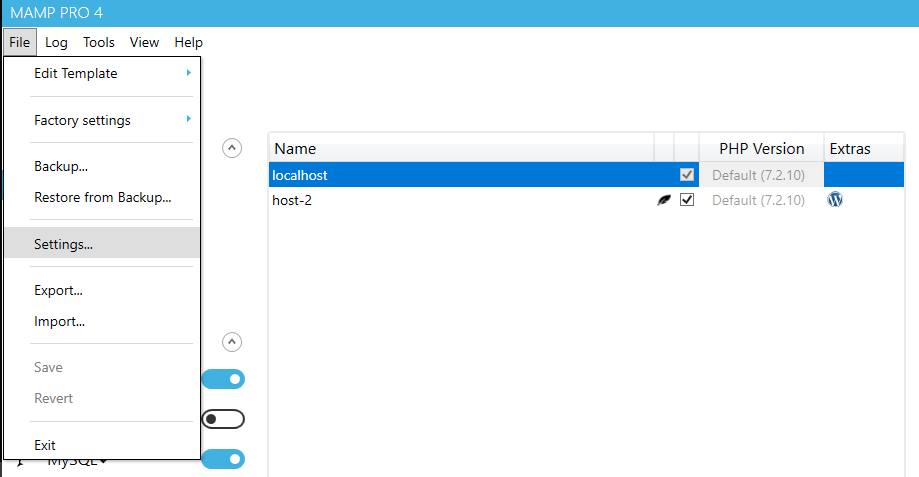 MAMP PRO 4
File Log Tools View Help
Edit Template
Factory settings
Backup...
Restore from Backup...
Settings...
Export...
Import...
Save
Revert
Exit
MySQL
Name PHP Version Extras
localhost Default (7.2.10)
host-2 Default (7.2.10)